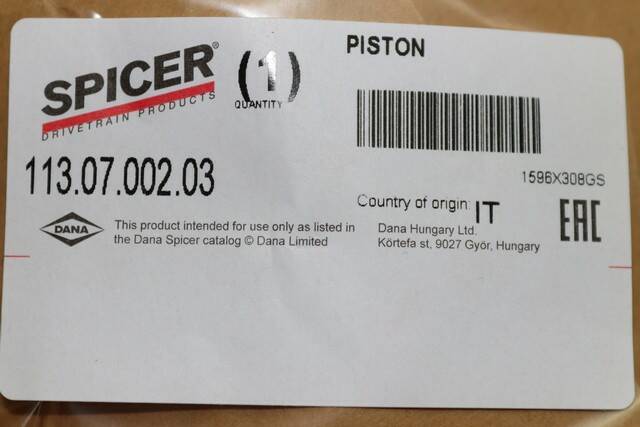 SPICER®
DRIVETRAIN PRODUCTS
(1)
QUANTITY
PISTON
113.07.002.03
1596X308GS
Country of origin: IT
EAC
DANA
This product intended for use only as listed in
the Dana Spicer catalog © Dana Limited
Dana Hungary Ltd.
Körtefa st, 9027 Györ, Hungary